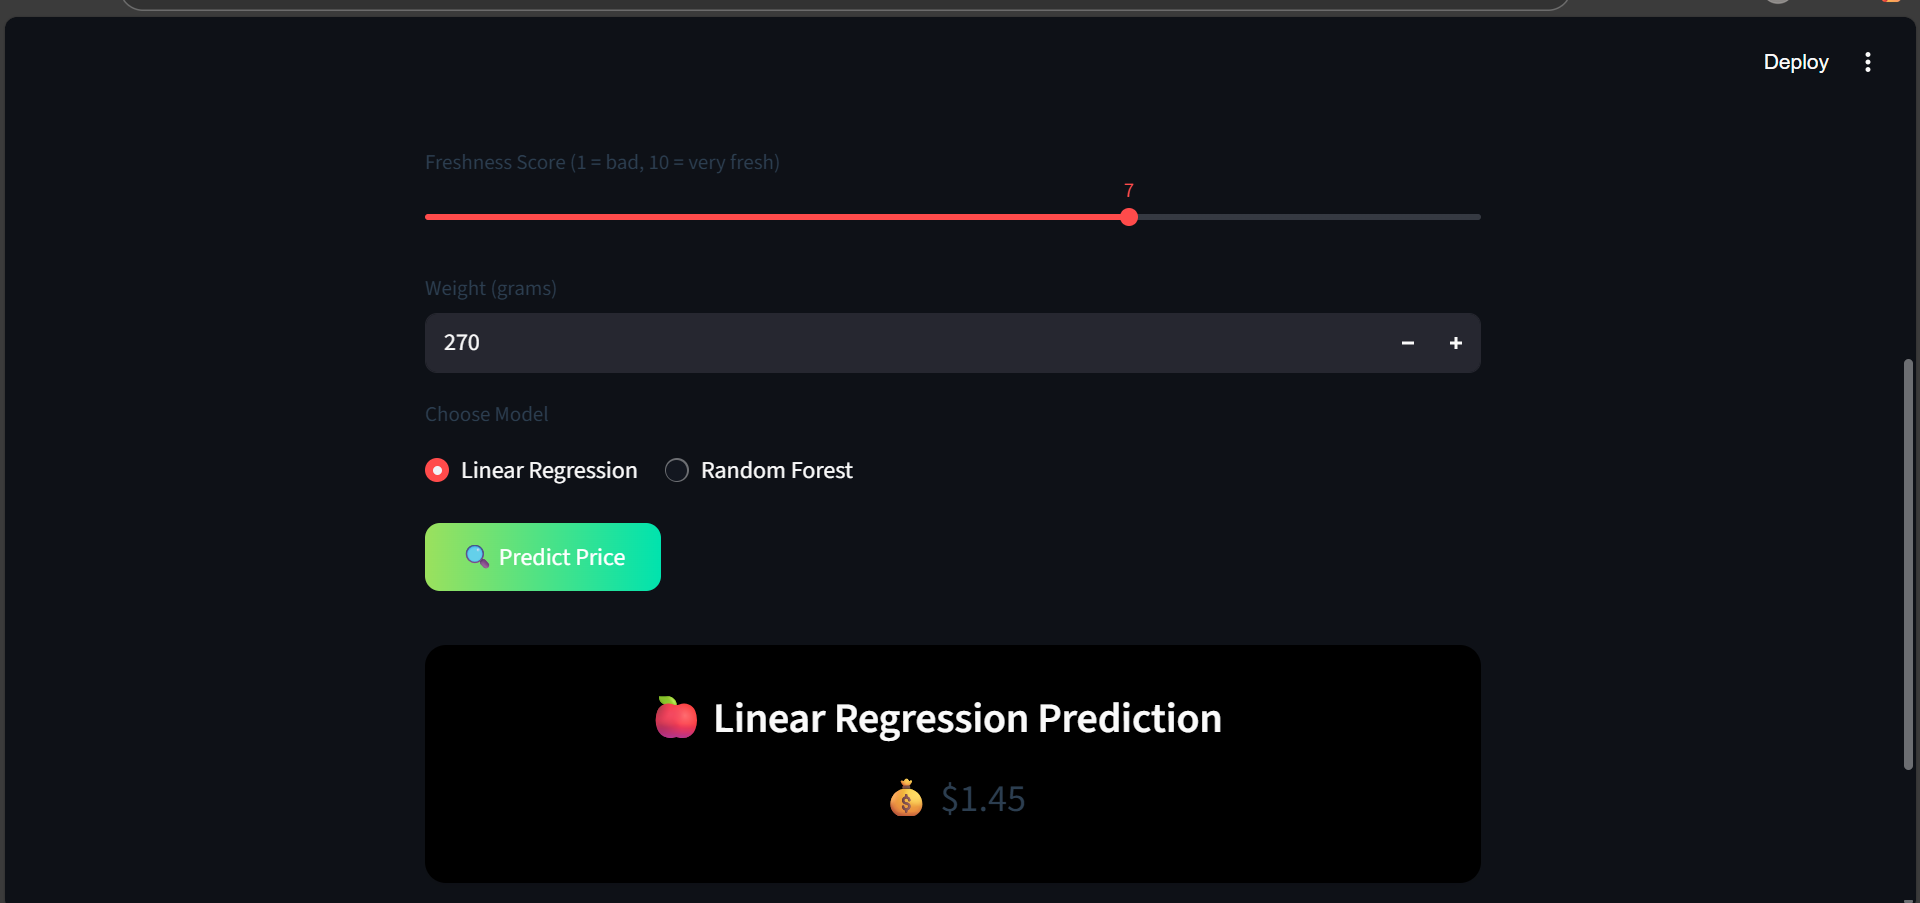 Deploy
Freshness Score (1 = bad, 10 = very fresh)
7
Weight (grams)
270
Choose Model
Linear Regression
Random Forest
🔍 Predict Price
🍎 Linear Regression Prediction
💰 $1.45